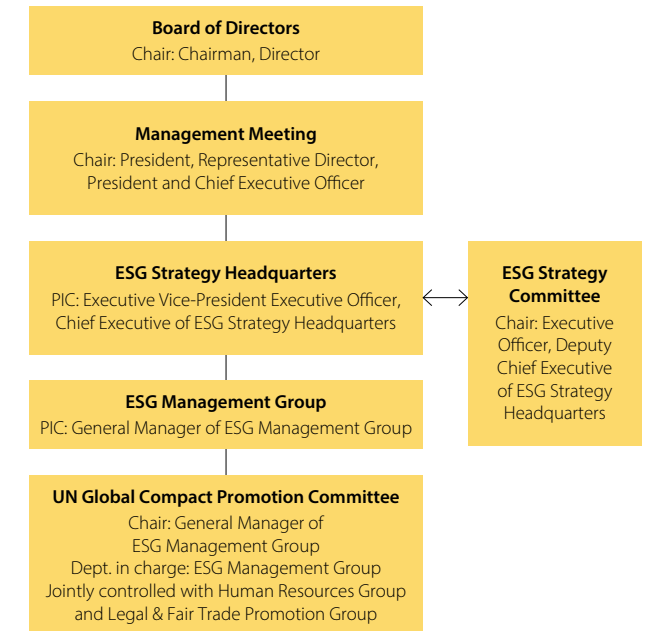 Board of Directors
Chair: Chairman, Director
Management Meeting
Chair: President, Representative Director,
President and Chief Executive Officer
ESG Strategy Headquarters
PIC: Executive Vice-President Executive Officer,
Chief Executive of ESG Strategy Headquarters
ESG Strategy
Committee
Chair: Executive
Officer, Deputy
Chief Executive
of ESG Strategy
Headquarters
ESG Management Group
PIC: General Manager of ESG Management Group
UN Global Compact Promotion Committee
Chair: General Manager of
ESG Management Group
Dept. in charge: ESG Management Group
Jointly controlled with Human Resources Group
and Legal & Fair Trade Promotion Group